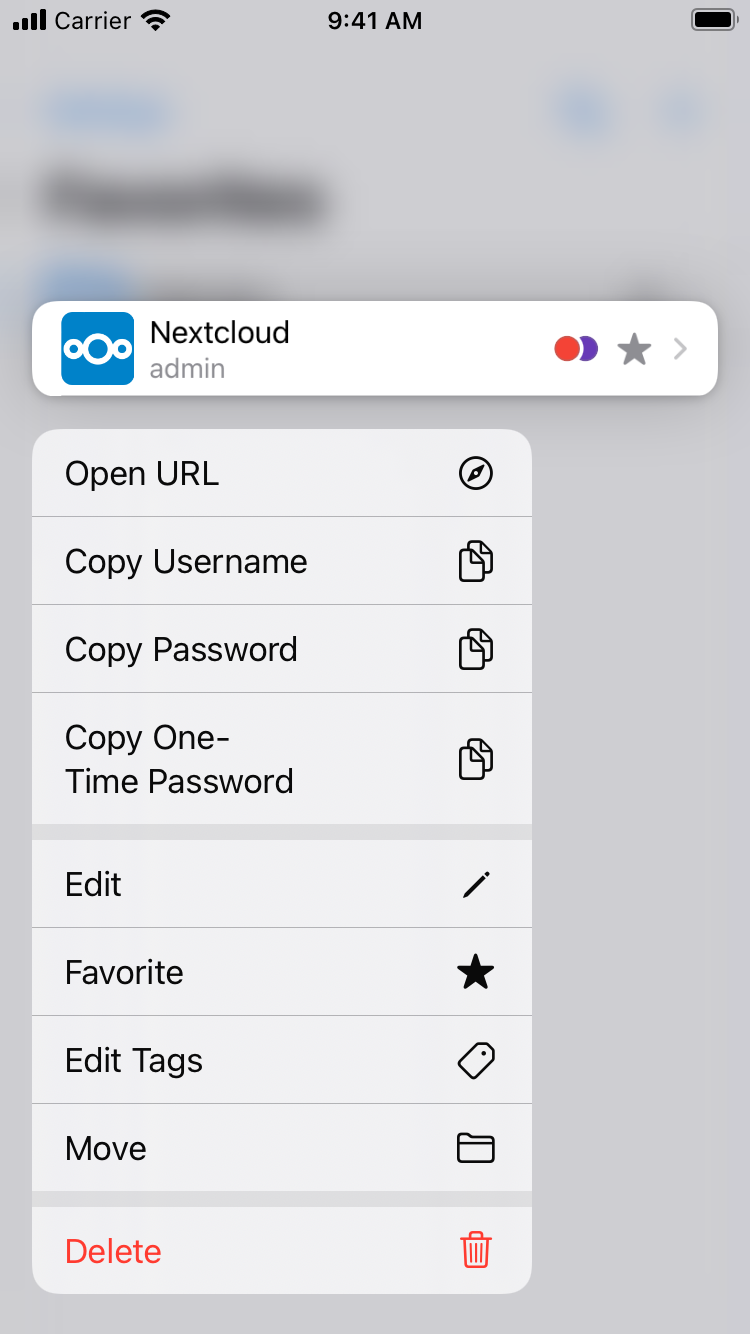 Carrier 9:41 AM
Nextcloud
admin
Open URL
Copy Username
Copy Password
Copy One-
Time Password
Edit
Favorite
Edit Tags
Move
Delete